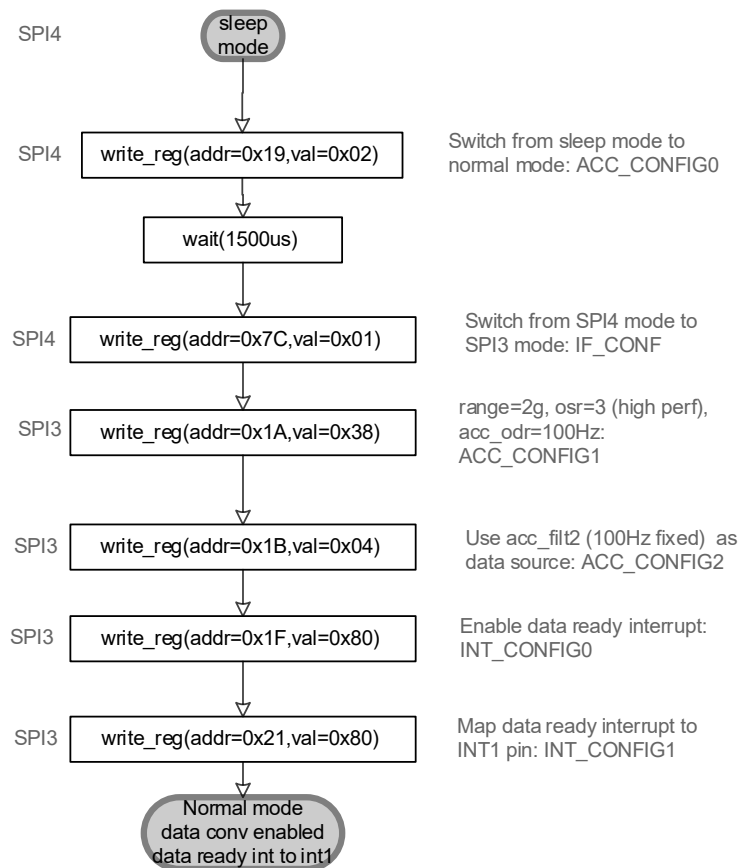 SPI4
sleep
mode
SPI4
write_reg(addr=0x19,val=0x02)
Switch from sleep mode to
normal mode: ACC_CONFIG0
wait(1500us)
SPI4
write_reg(addr=0x7C,val=0x01)
Switch from SPI4 mode to
SPI3 mode: IF_CONF
SPI3
write_reg(addr=0x1A,val=0x38)
range=2g, osr=3 (high perf),
acc_odr=100Hz:
ACC_CONFIG1
SPI3
write_reg(addr=0x1B,val=0x04)
Use acc_filt2 (100Hz fixed) as
data source: ACC_CONFIG2
SPI3
write_reg(addr=0x1F,val=0x80)
Enable data ready interrupt:
INT_CONFIG0
SPI3
write_reg(addr=0x21,val=0x80)
Map data ready interrupt to
INT1 pin: INT_CONFIG1
Normal mode
data conv enabled
data ready int to int1